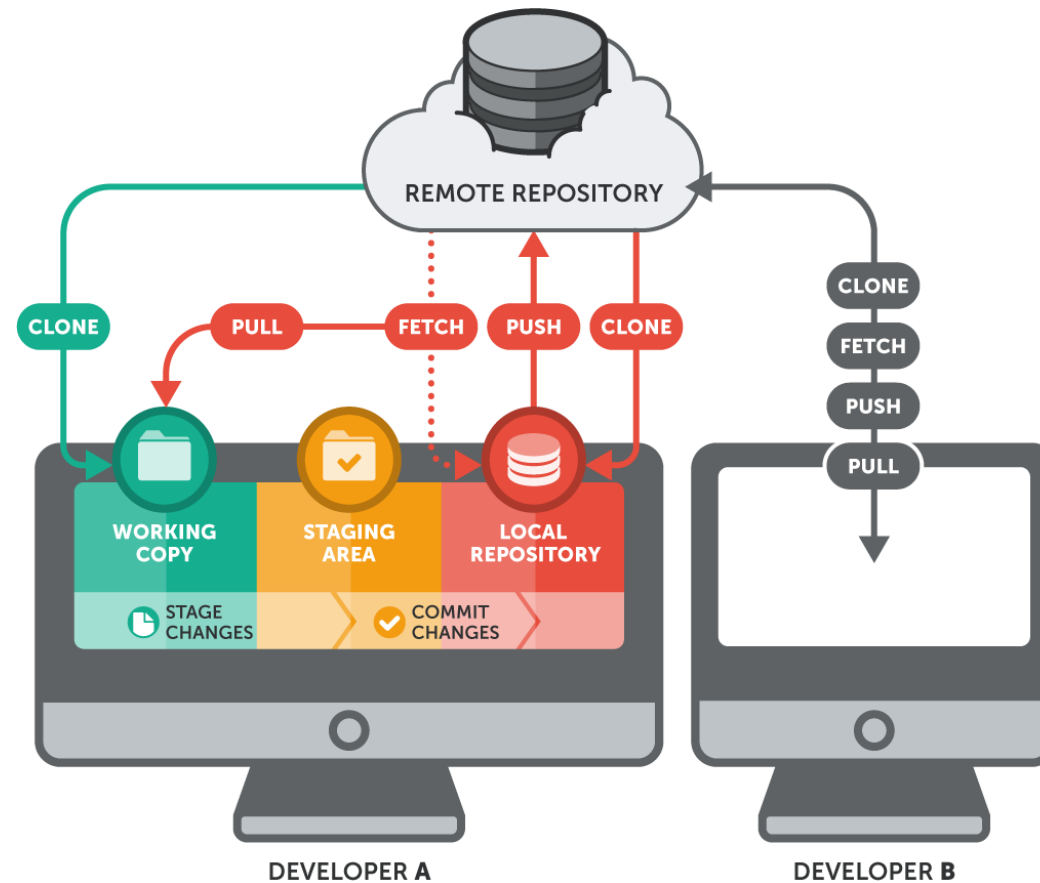 REMOTE REPOSITORY
CLONE
PULL
FETCH
PUSH
CLONE
CLONE
FETCH
PUSH
PULL
WORKING
COPY
STAGING
AREA
LOCAL
REPOSITORY
STAGE
CHANGES
COMMIT
CHANGES
DEVELOPER A
DEVELOPER B